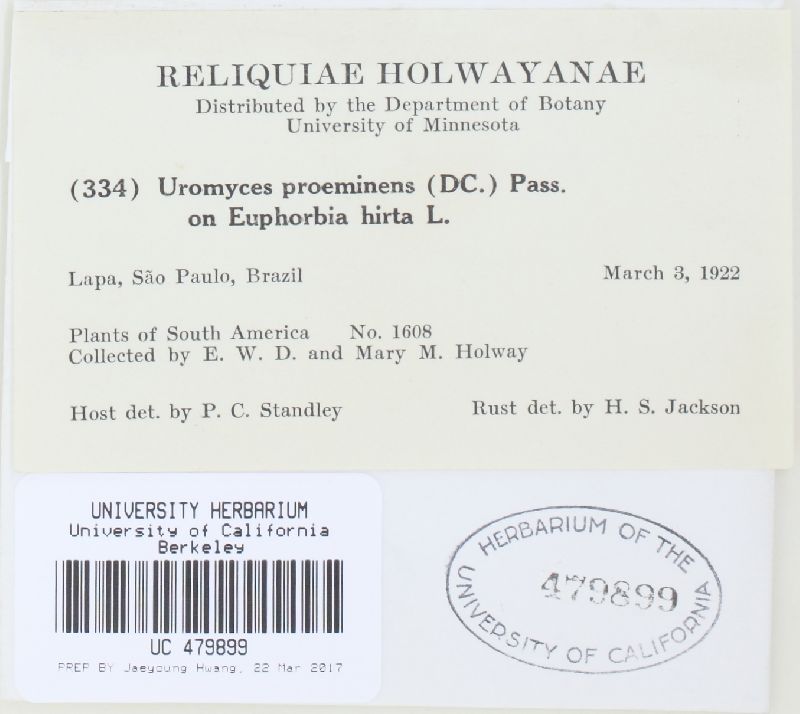 RELIQUIAE HOLWAYANAE
Distributed by the Department of Botany
University of Minnesota
(334) Uromyces proeminens (DC.) Pass.
on Euphorbia hirta L.
Lapa, São Paulo, Brazil March 3, 1922
Plants of South America No. 1608
Collected by E. W. D. and Mary M. Holway
Host det. by P. C. Standley Rust det. by H. S. Jackson
UNIVERSITY HERBARIUM
University of California
Berkeley
UC 479899
PREP BY Jaeyoung Hwang, 22 Mar 2017
HERBARIUM OF THE
479899
UNIVERSITY OF CALIFORNIA